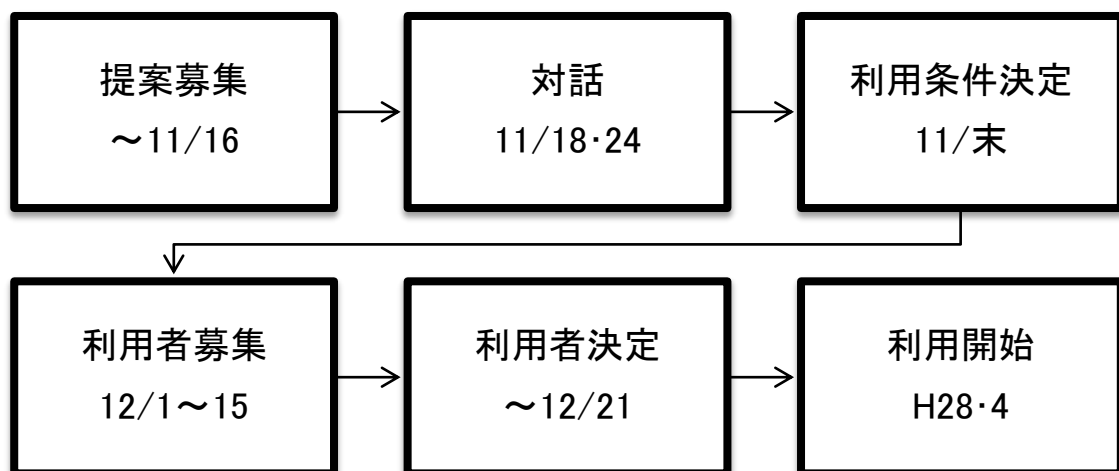 提案募集
～11/16
対話
11/18・24
利用条件決定
11/末
利用者募集
12/1～15
利用者決定
～12/21
利用開始
H28・4